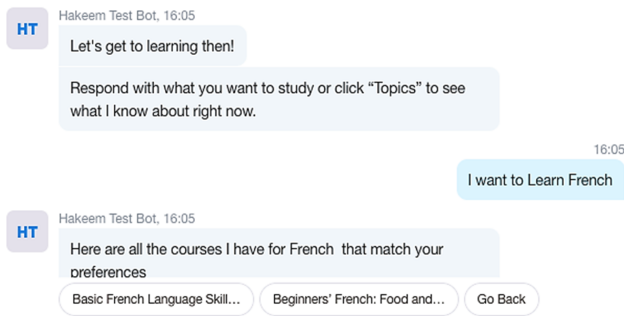 Hakeem Test Bot, 16:05
HT
Let's get to learning then!
Respond with what you want to study or click “Topics” to see
what I know about right now.
16:05
I want to Learn French
Hakeem Test Bot, 16:05
HT
Here are all the courses I have for French that match your
preferences
Basic French Language Skill...
Beginners’ French: Food and...
Go Back